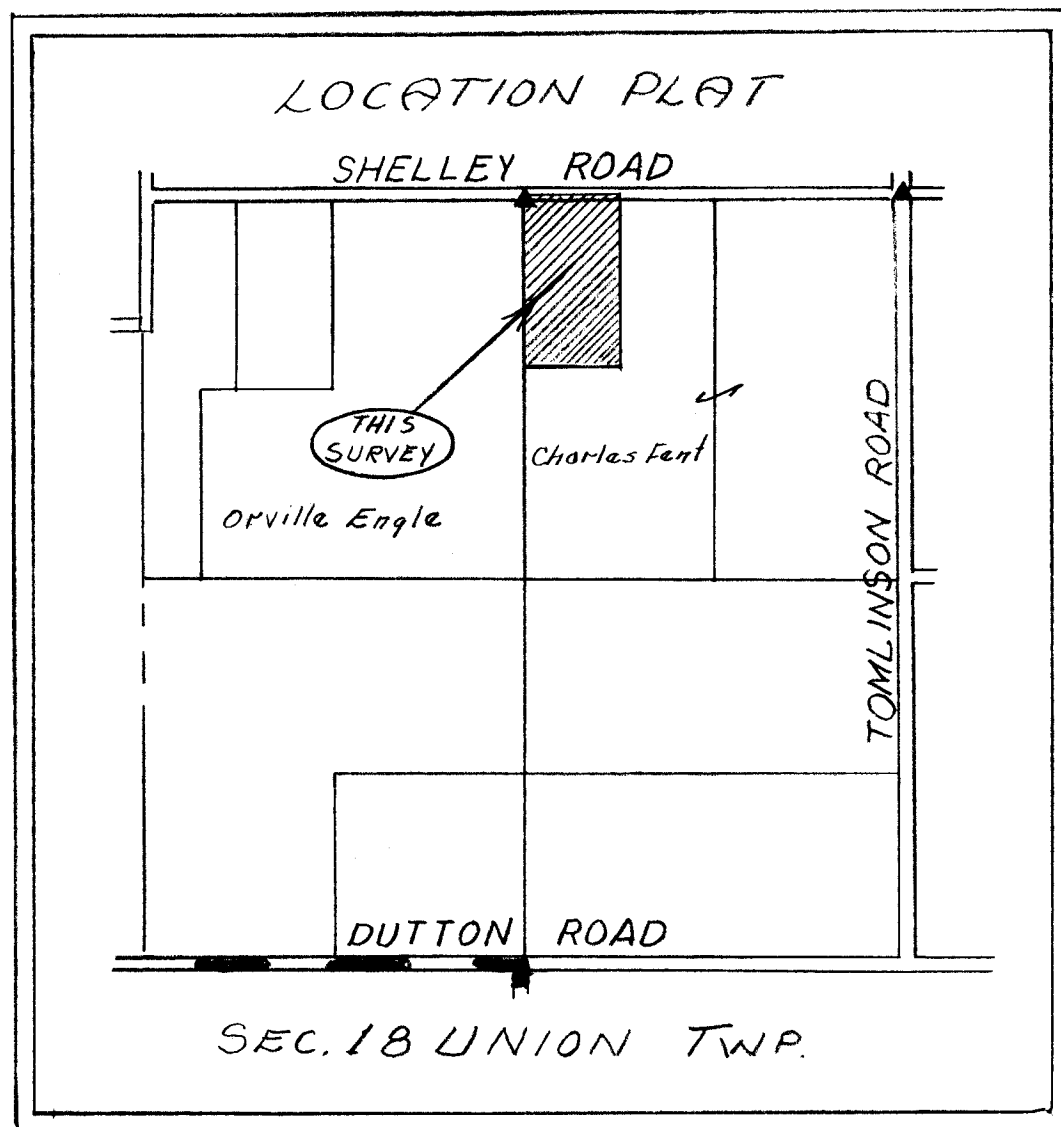 LOCATION PLAT
SHELLEY ROAD
THIS
SURVEY
Charles Fent
Orville Engle
TOMLINSON ROAD
DUTTON ROAD
SEC. 18 UNION TWP.